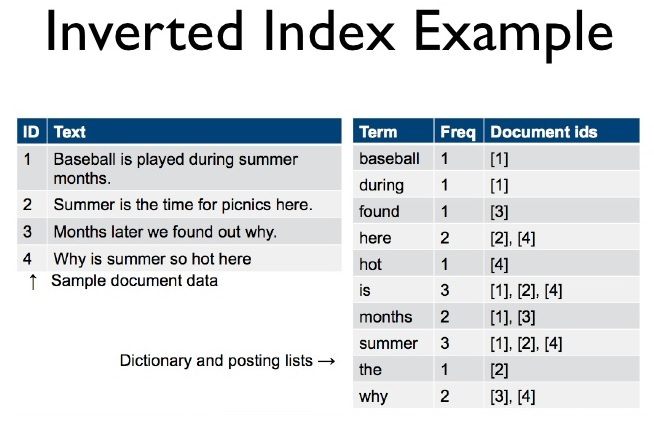 Inverted Index Example
ID Text
1 Baseball is played during summer
months.
2 Summer is the time for picnics here.
3 Months later we found out why.
4 Why is summer so hot here
↑ Sample document data
Dictionary and posting lists →
Term Freq Document ids
baseball 1 [1]
during 1 [1]
found 1 [3]
here 2 [2], [4]
hot 1 [4]
is 3 [1], [2], [4]
months 2 [1], [3]
summer 3 [1], [2], [4]
the 1 [2]
why 2 [3], [4]